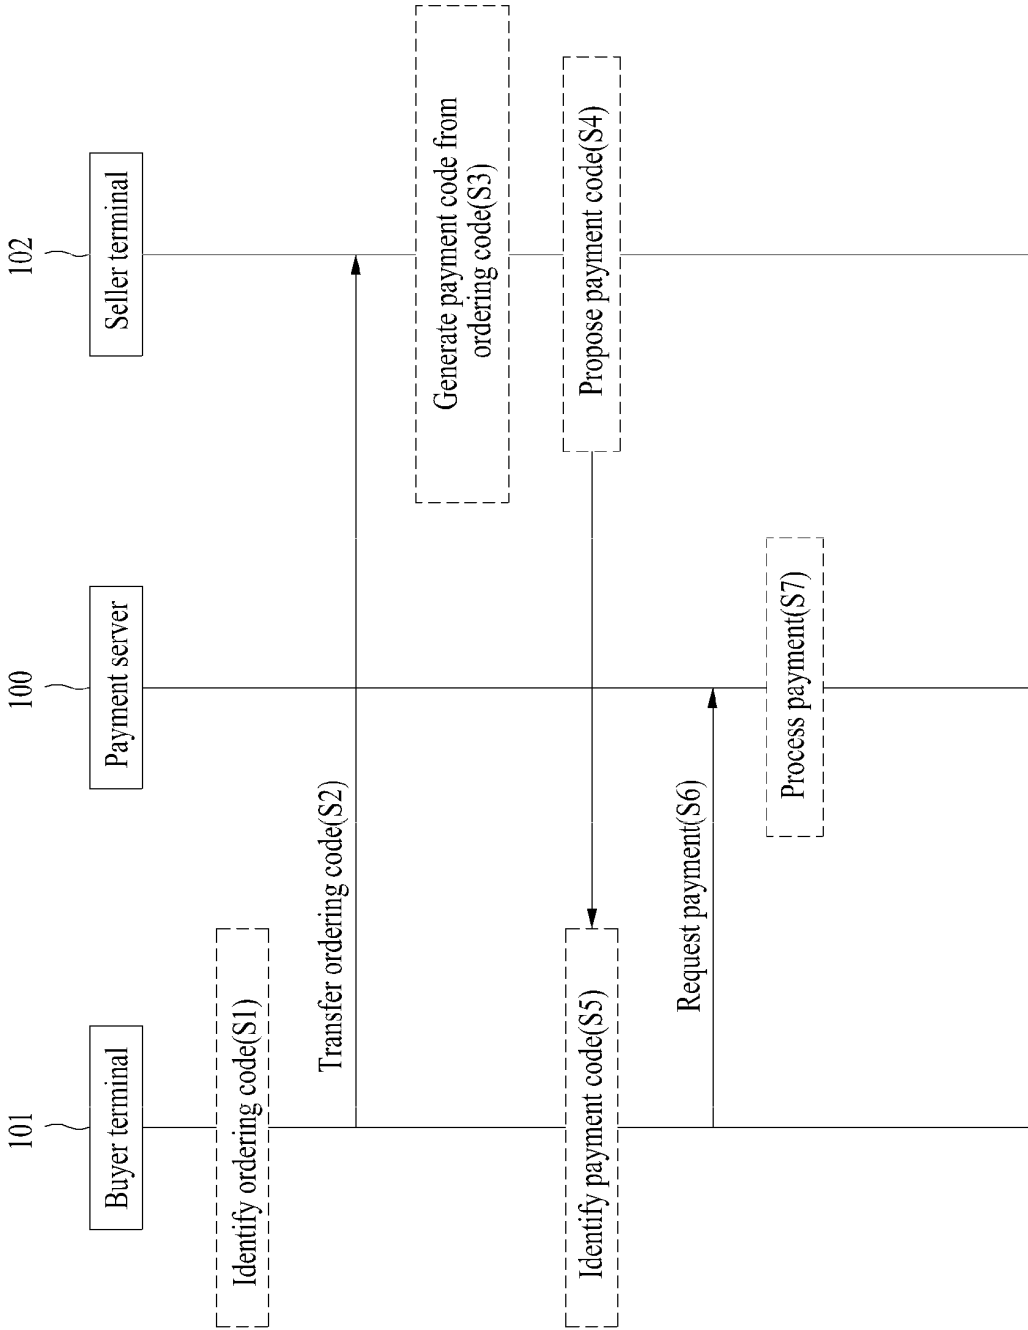 101
100
102
Buyer terminal
Payment server
Seller terminal
Identify ordering code(S1)
Transfer ordering code(S2)
Generate payment code from
ordering code(S3)
Propose payment code(S4)
Identify payment code(S5)
Request payment(S6)
Process payment(S7)